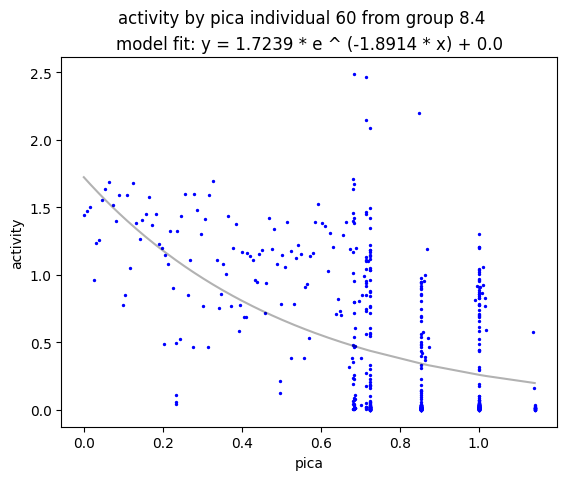 activity by pica individual 60 from group 8.4
model fit: y = 1.7239 * e ^ (-1.8914 * x) + 0.0
2.5
2.0
1.5
1.0
0.5
0.0
activity
0.0 0.2 0.4 0.6 0.8 1.0
pica